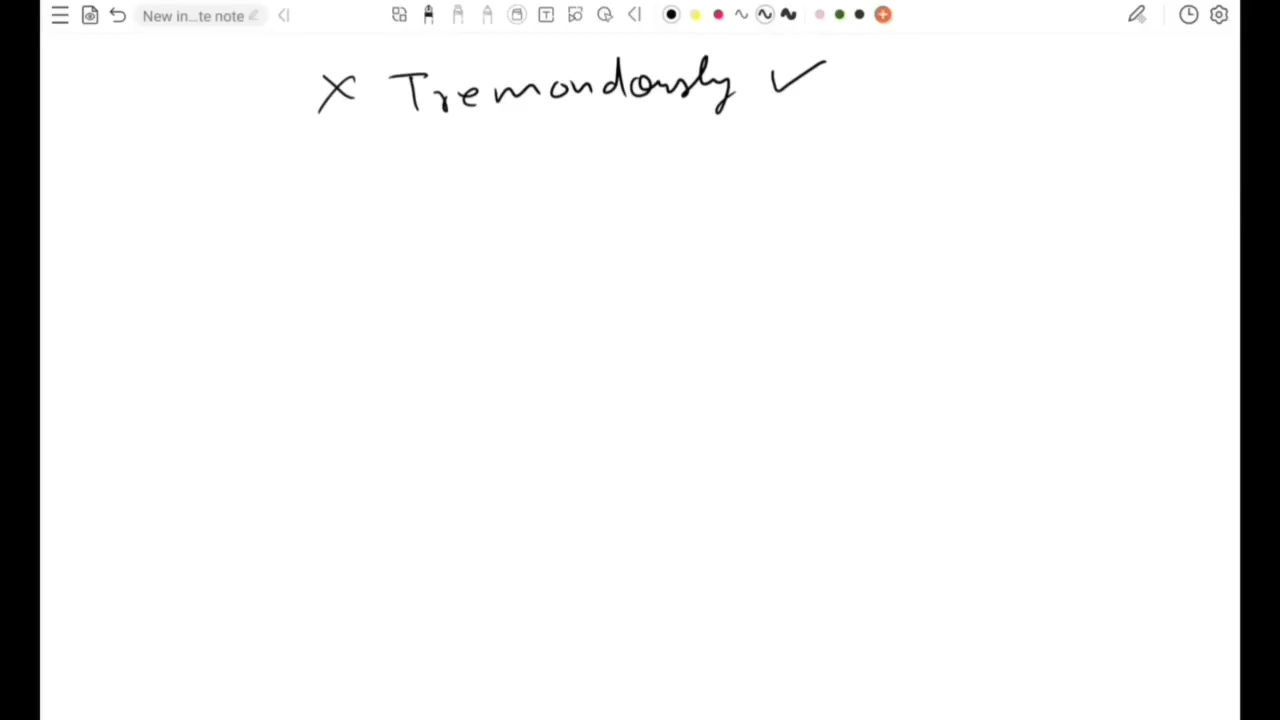 New in...te note
× Tremondously ✓